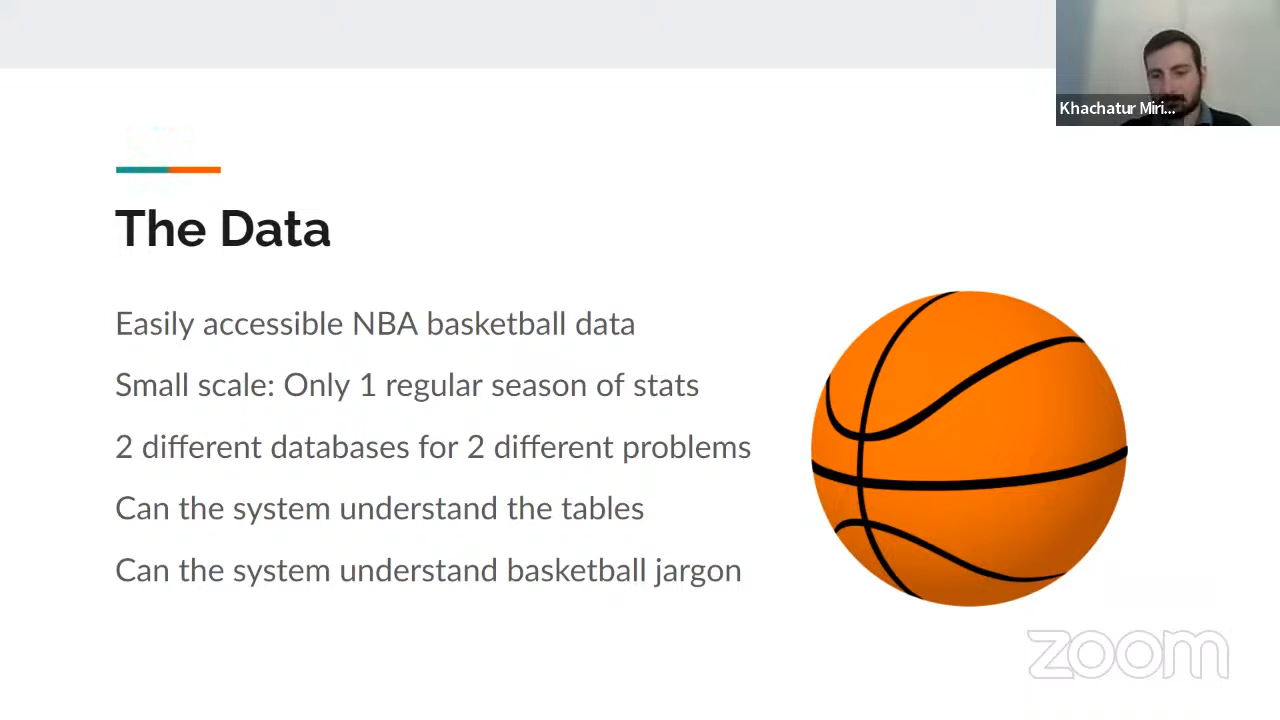 Khachatur Miri...
The Data
Easily accessible NBA basketball data
Small scale: Only 1 regular season of stats
2 different databases for 2 different problems
Can the system understand the tables
Can the system understand basketball jargon
zoom